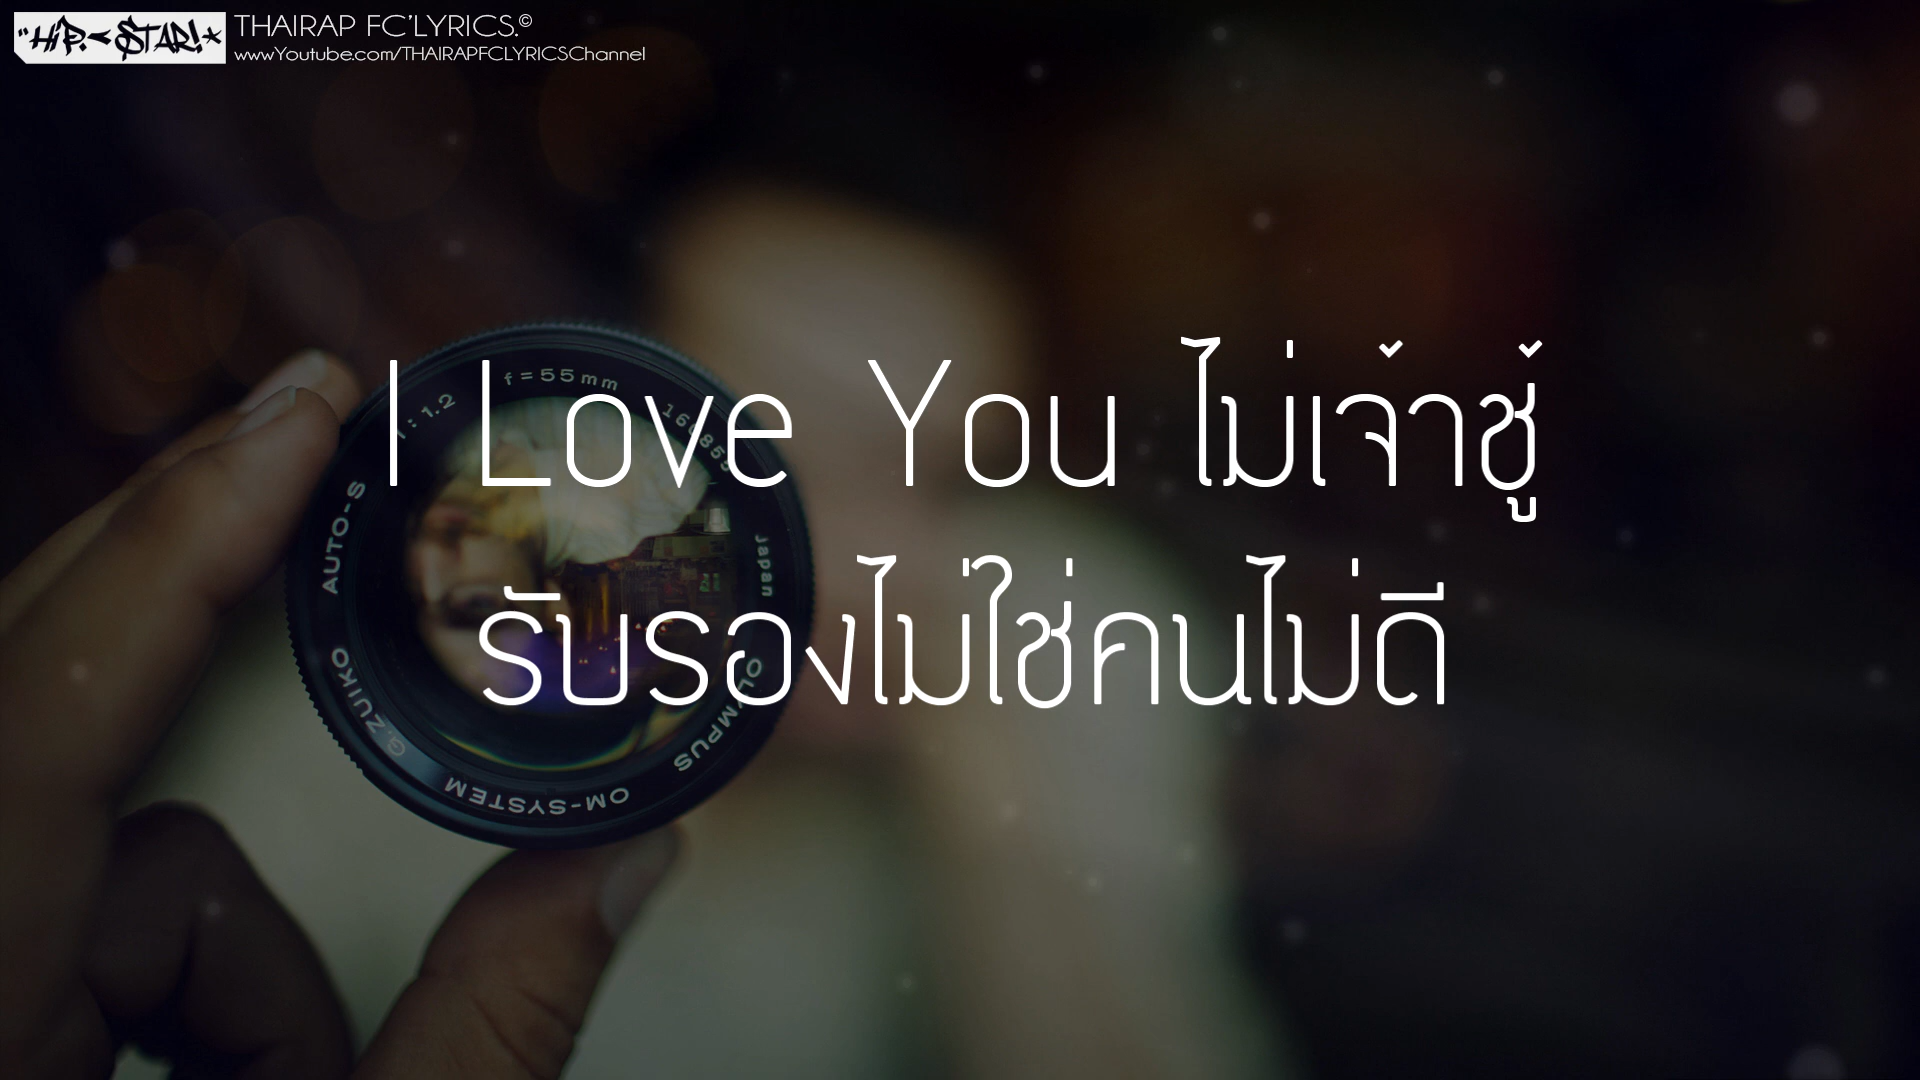 "HIP-STAR!*
THAIRAP FC'LYRICS.©
www.Youtube.com/THAIRAPFCLYRICSChannel
I Love You ไม่เจ้าชู้
รับรองไม่ใช่คนไม่ดี
1:1.2 f=55mm
AUTO-S
Japan
G.ZUIKO
OLYMPUS
OM-SYSTEM